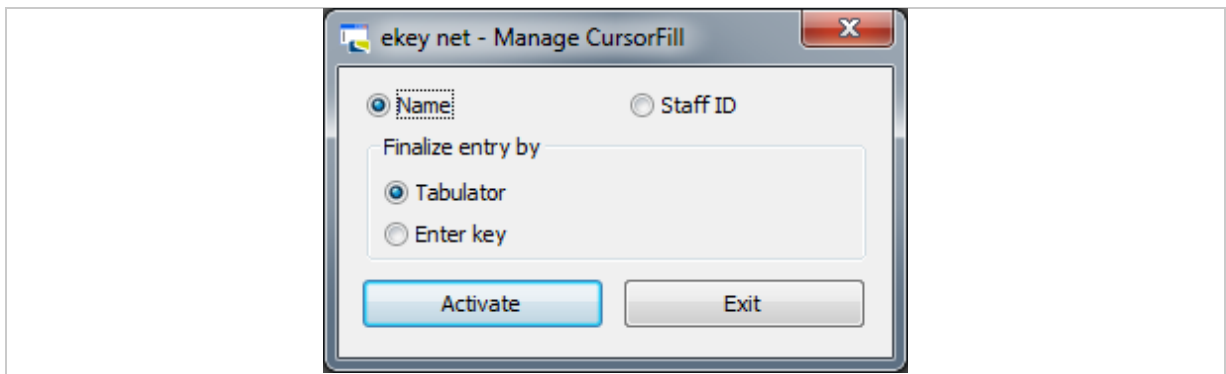 ekey net - Manage CursorFill
Name Staff ID
Finalize entry by
Tabulator
Enter key
Activate Exit